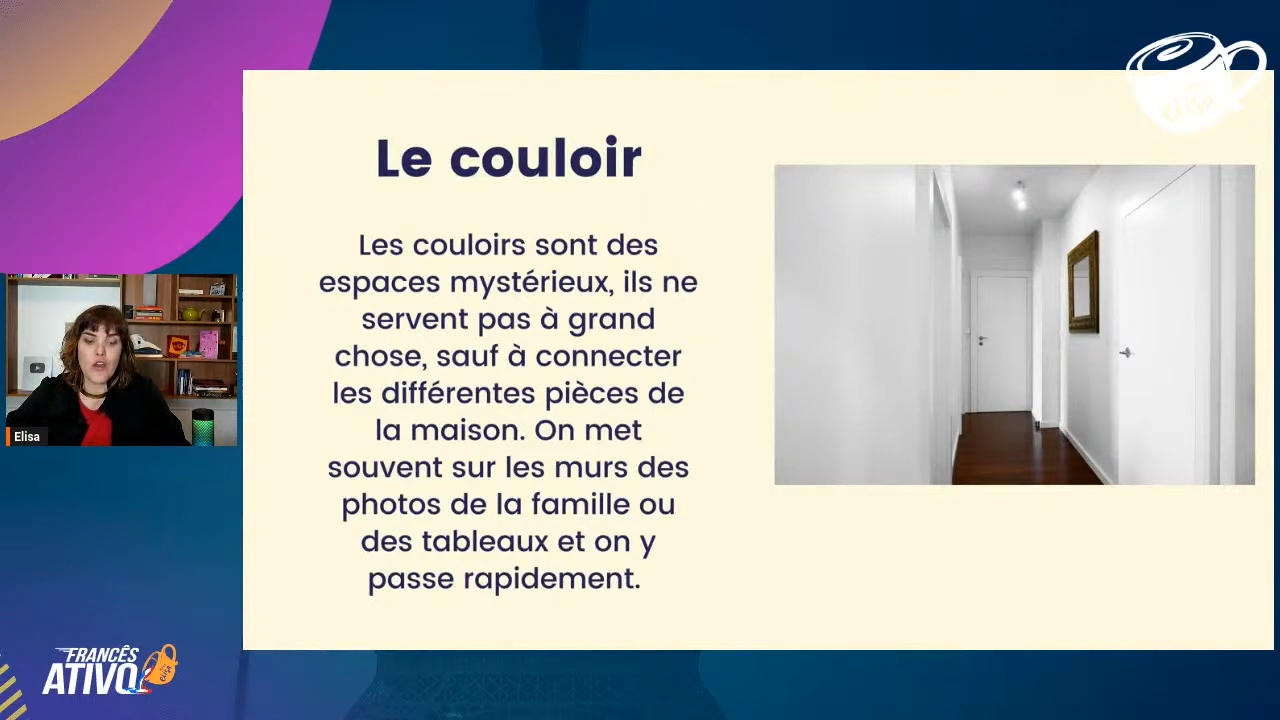 Le couloir
Les couloirs sont des
espaces mystérieux, ils ne
servent pas à grand
chose, sauf à connecter
les différentes pièces de
la maison. On met
souvent sur les murs des
photos de la famille ou
des tableaux et on y
passe rapidement.
Elisa
FRANCÊS
ATIVO
elisa